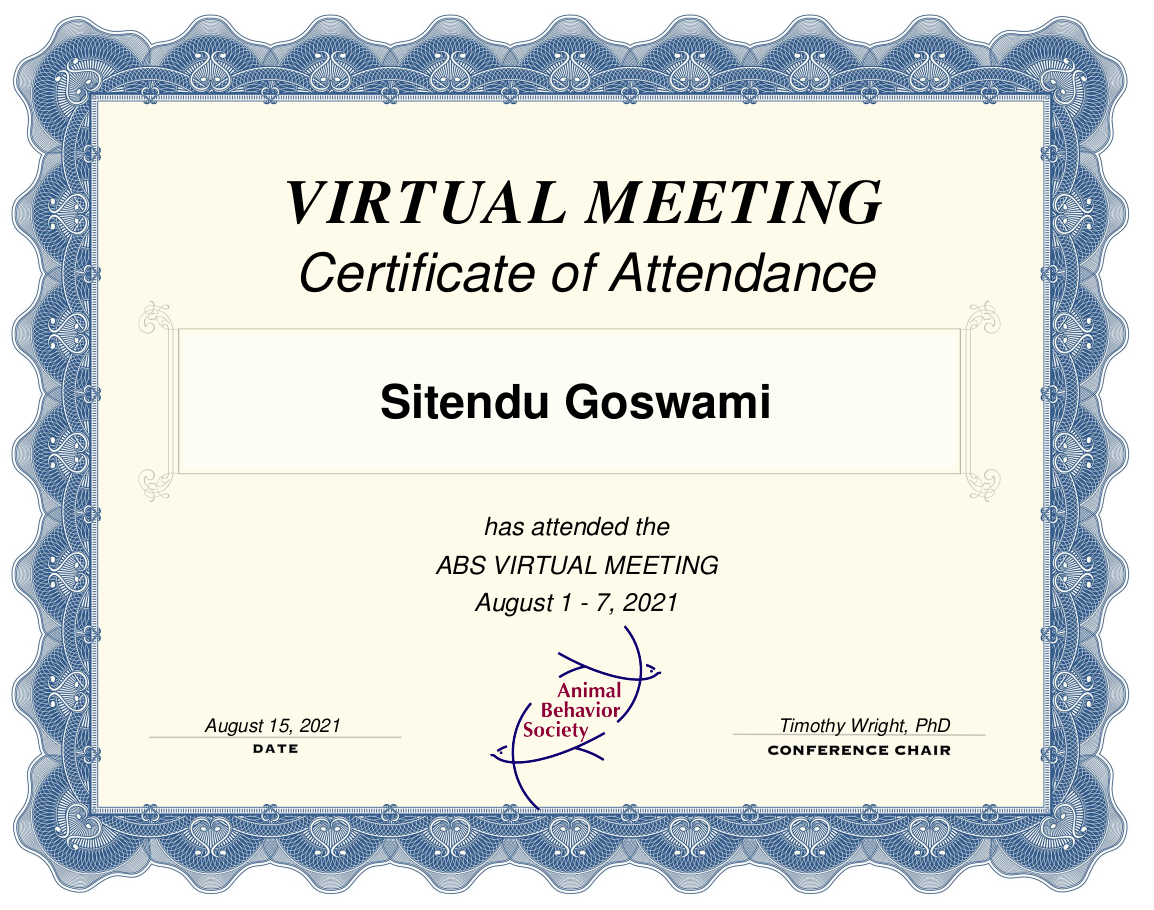 VIRTUAL MEETING
Certificate of Attendance
Sitendu Goswami
has attended the
ABS VIRTUAL MEETING
August 1 - 7, 2021
Animal
Behavior
Society
August 15, 2021
DATE
Timothy Wright, PhD
CONFERENCE CHAIR